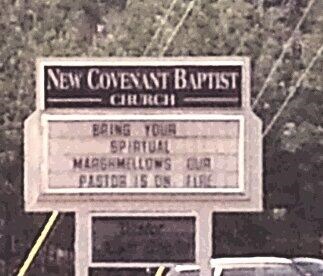 NEW COVENANT BAPTIST
CHURCH
BRING YOUR
SPIRTUAL
MARSHMELLOWS OUR
PASTOR IS ON FIRE